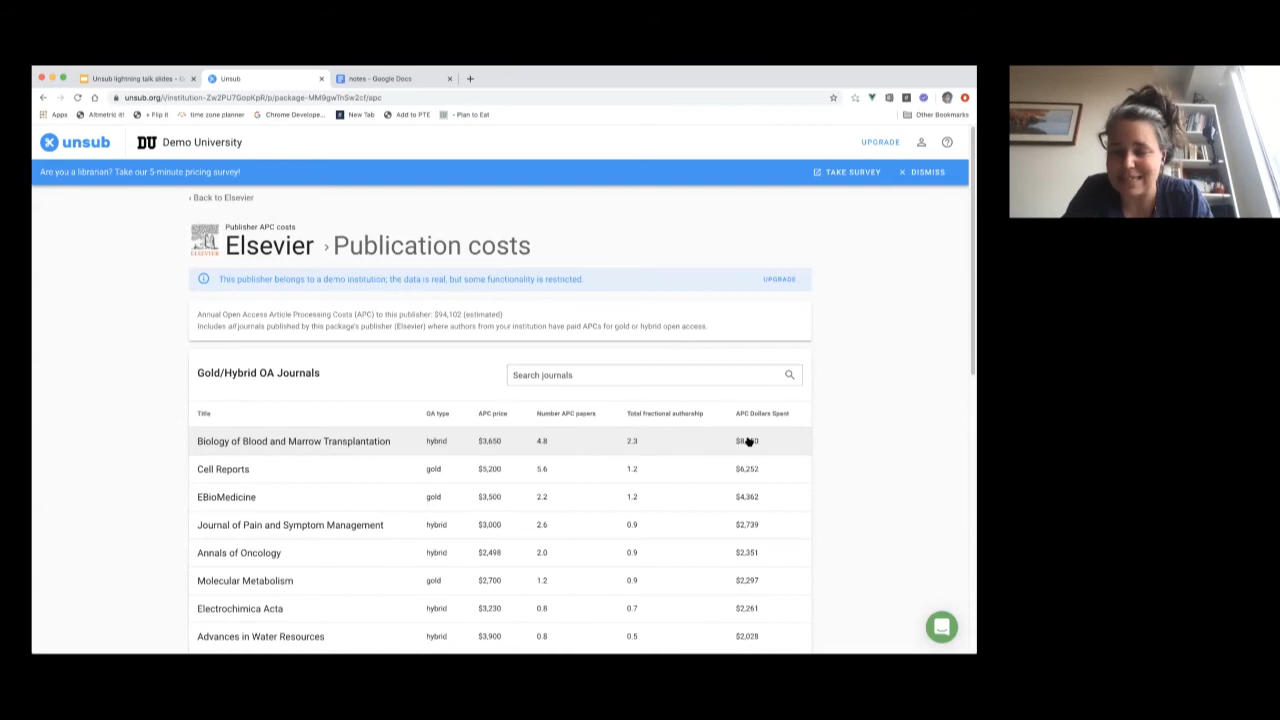 Unsub lightning talk slides - G
Unsub
notes - Google Docs
unsub.org/i/institution-Zw2PU7GopKpR/p/package-MM9gwTnSw2cf/apc
Apps
Altmetric it!
+ Flip it
time zone planner
Chrome Develope...
New Tab
Add to PTE
- Plan to Eat
Other Bookmarks
unsub
DU Demo University
UPGRADE
Are you a librarian? Take our 5-minute pricing survey!
TAKE SURVEY
DISMISS
‹ Back to Elsevier
Publisher APC costs
ELSEVIER
Elsevier › Publication costs
This publisher belongs to a demo institution; the data is real, but some functionality is restricted.
UPGRADE
Annual Open Access Article Processing Costs (APC) to this publisher: $94,102 (estimated)
Includes all journals published by this package's publisher (Elsevier) where authors from your institution have paid APCs for gold or hybrid open access.
Gold/Hybrid OA Journals
Search journals
Title OA type APC price Number APC papers Total fractional authorship APC Dollars Spent
Biology of Blood and Marrow Transplantation hybrid $3,650 4.8 2.3
Cell Reports gold $5,200 5.6 1.2 $6,252
EBioMedicine gold $3,500 2.2 1.2 $4,362
Journal of Pain and Symptom Management hybrid $3,000 2.6 0.9 $2,739
Annals of Oncology hybrid $2,498 2.0 0.9 $2,351
Molecular Metabolism gold $2,700 1.2 0.9 $2,297
Electrochimica Acta hybrid $3,230 0.8 0.7 $2,261
Advances in Water Resources hybrid $3,900 0.8 0.5 $2,028